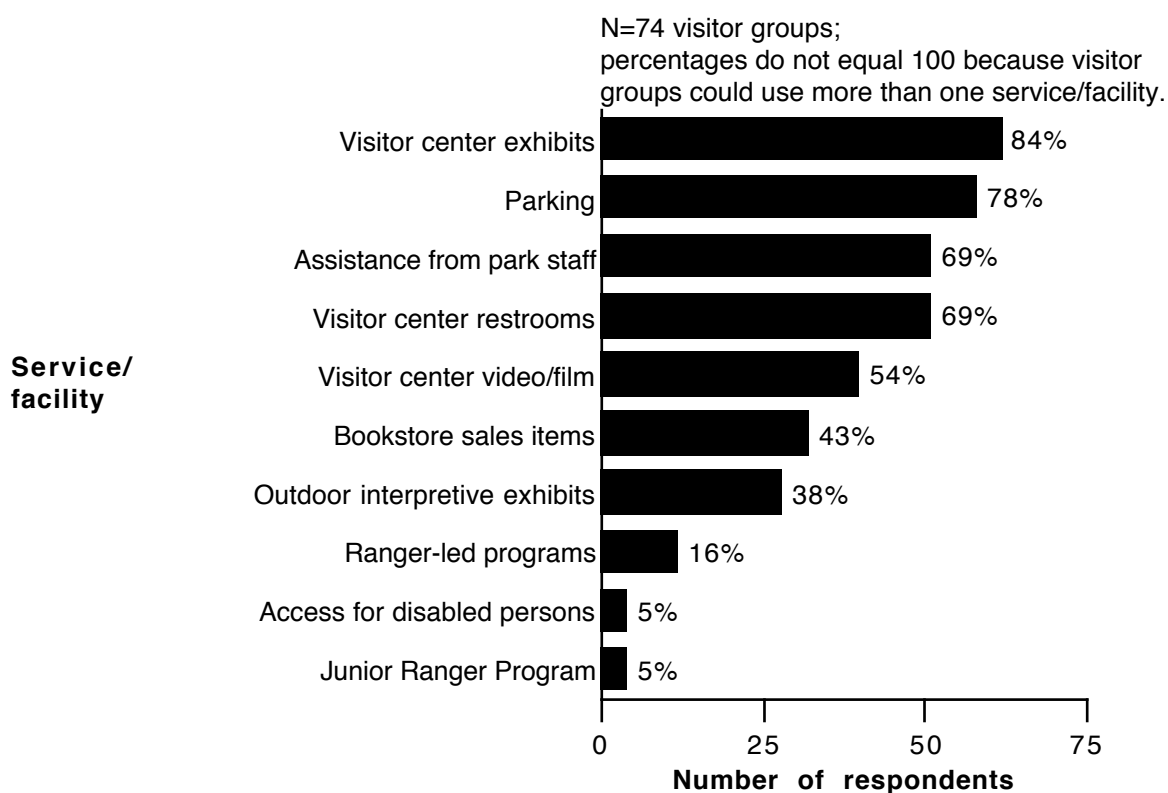 N=74 visitor groups;
percentages do not equal 100 because visitor
groups could use more than one service/facility.
Visitor center exhibits 84%
Parking 78%
Assistance from park staff 69%
Visitor center restrooms 69%
Service/
facility
Visitor center video/film 54%
Bookstore sales items 43%
Outdoor interpretive exhibits 38%
Ranger-led programs 16%
Access for disabled persons 5%
Junior Ranger Program 5%
0 25 50 75
Number of respondents